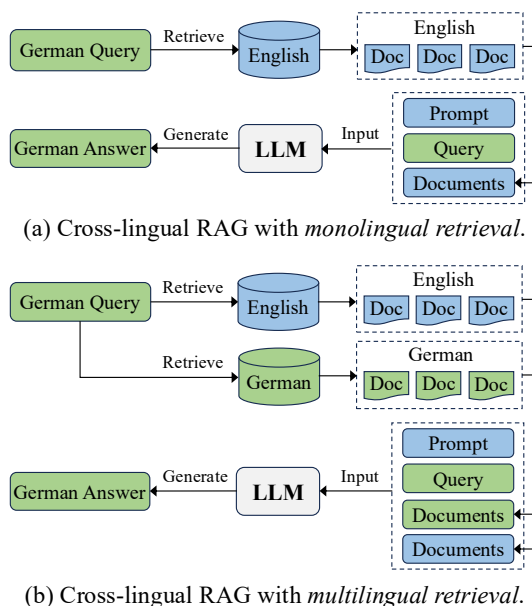 German Query
Retrieve
English
English
Doc Doc Doc
German Answer
Generate
LLM
Input
Prompt
Query
Documents
(a) Cross-lingual RAG with monolingual retrieval.
German Query
Retrieve
English
English
Doc Doc Doc
Retrieve
German
German
Doc Doc Doc
German Answer
Generate
LLM
Input
Prompt
Query
Documents
Documents
(b) Cross-lingual RAG with multilingual retrieval.